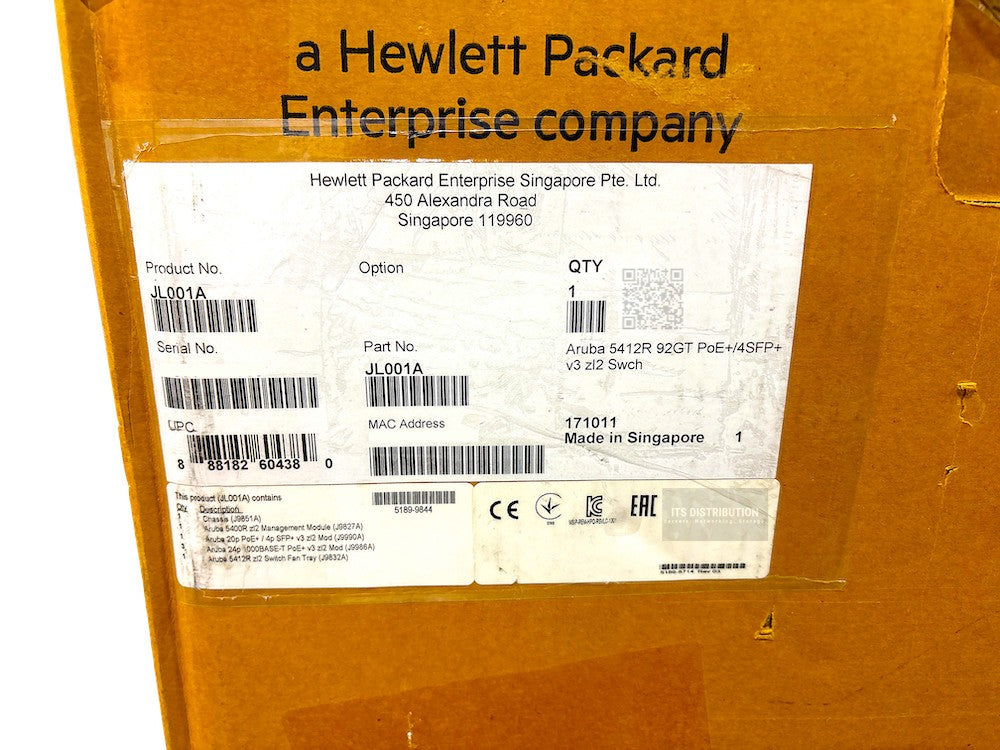 a Hewlett Packard
Enterprise company
Hewlett Packard Enterprise Singapore Pte. Ltd.
450 Alexandra Road
Singapore 119960
Product No.
JL001A
Option
QTY
1
Serial No.
Part No.
JL001A
Aruba 5412R 92GT PoE+/4SFP+
v3 zl2 Swch
UPC
8 88182 60438 0
MAC Address
171011
Made in Singapore 1
This product (JL001A) contains
5189-9844
Qty Description
1 Chassis (J9851A)
1 Aruba 5400R zl2 Management Module (J9827A)
1 Aruba 20p PoE+ / 4p SFP+ v3 zl2 Mod (J9990A)
3 Aruba 24p 1000BASE-T PoE+ v3 zl2 Mod (J9986A)
1 Aruba 5412R zl2 Switch Fan Tray (J9832A)
CE
EAC
ITS DISTRIBUTION
Servers, Networking, Storage